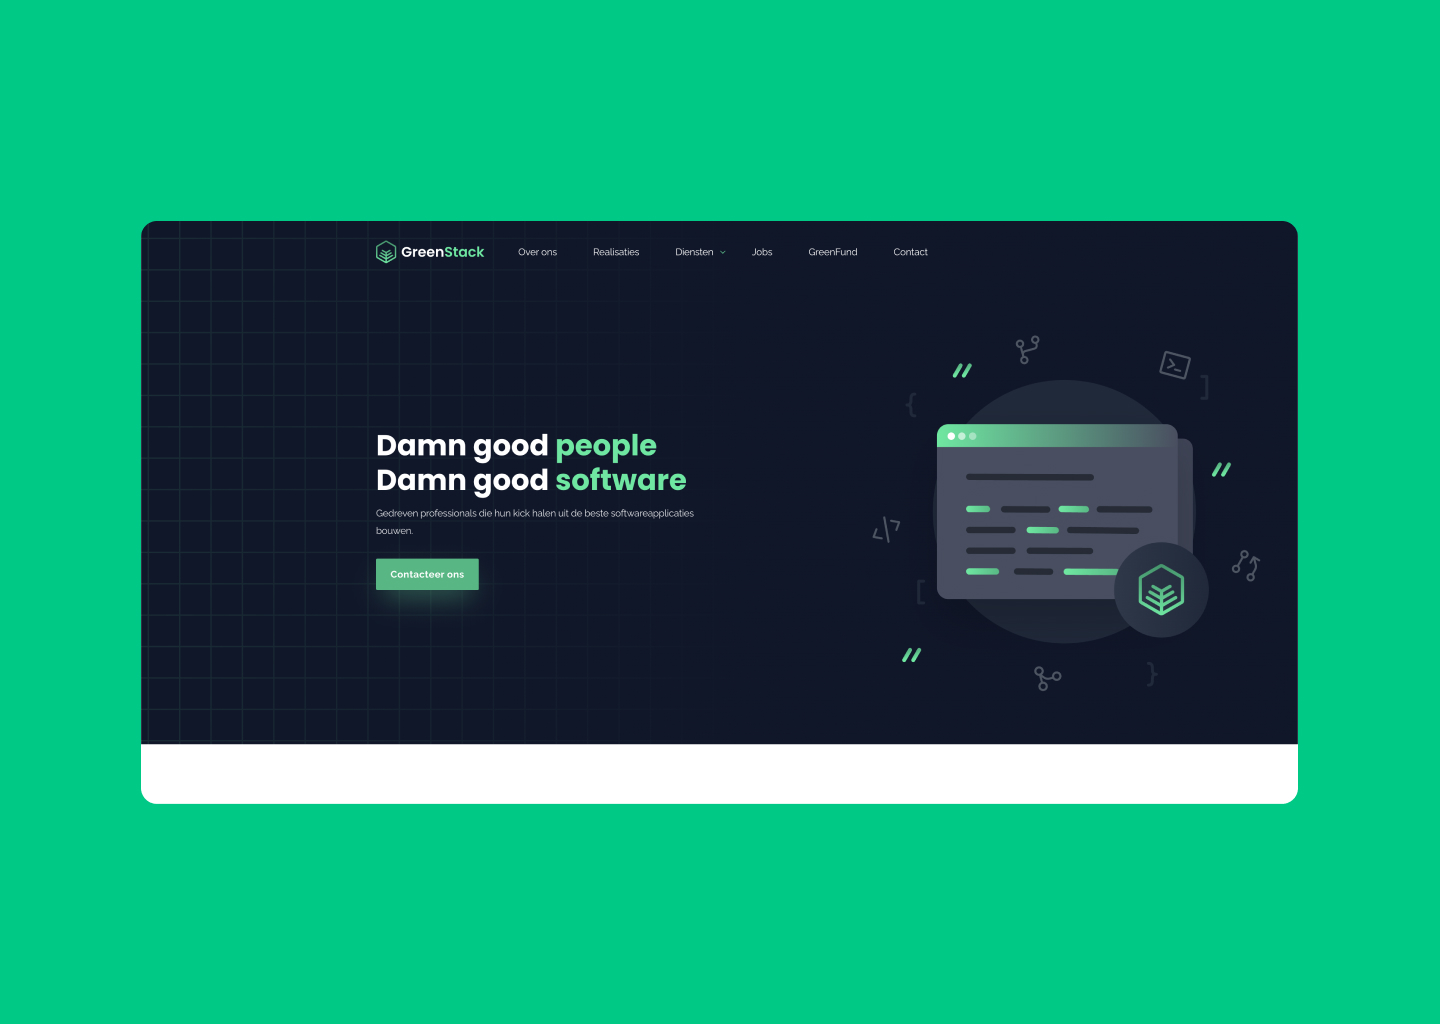 GreenStack
Over ons
Realisaties
Diensten
Jobs
GreenFund
Contact
Damn good people
Damn good software
Gedreven professionals die hun kick halen uit de beste softwareapplicaties
bouwen.
Contacteer ons